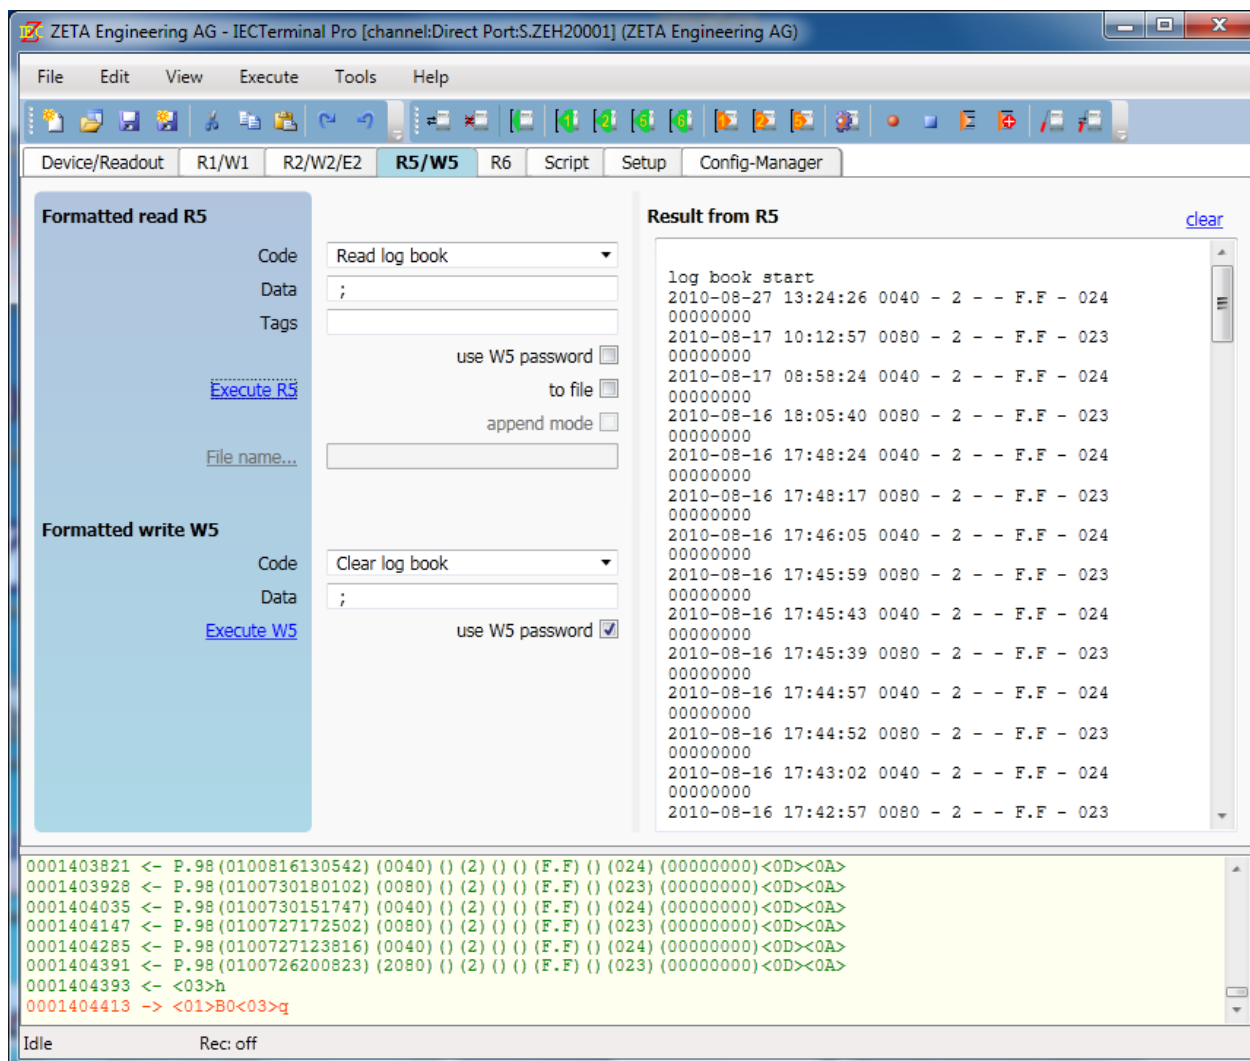 ZETA Engineering AG - IECTerminal Pro [channel:Direct Port:S.ZEH20001] (ZETA Engineering AG)
File Edit View Execute Tools Help
Device/Readout R1/W1 R2/W2/E2 R5/W5 R6 Script Setup Config-Manager
Formatted read R5
Code Read log book
Data ;
Tags
use W5 password
Execute R5 to file
append mode
File name...
Formatted write W5
Code Clear log book
Data ;
Execute W5 use W5 password
Result from R5 clear
log book start
2010-08-27 13:24:26 0040 - 2 - - F.F - 024
00000000
2010-08-17 10:12:57 0080 - 2 - - F.F - 023
00000000
2010-08-17 08:58:24 0040 - 2 - - F.F - 024
00000000
2010-08-16 18:05:40 0080 - 2 - - F.F - 023
00000000
2010-08-16 17:48:24 0040 - 2 - - F.F - 024
00000000
2010-08-16 17:48:17 0080 - 2 - - F.F - 023
00000000
2010-08-16 17:46:05 0040 - 2 - - F.F - 024
00000000
2010-08-16 17:45:59 0080 - 2 - - F.F - 023
00000000
2010-08-16 17:45:43 0040 - 2 - - F.F - 024
00000000
2010-08-16 17:45:39 0080 - 2 - - F.F - 023
00000000
2010-08-16 17:44:57 0040 - 2 - - F.F - 024
00000000
2010-08-16 17:44:52 0080 - 2 - - F.F - 023
00000000
2010-08-16 17:43:02 0040 - 2 - - F.F - 024
00000000
2010-08-16 17:42:57 0080 - 2 - - F.F - 023
0001403821 <- P.98(0100816130542)(0040)()(2)()()(F.F)()(024)(00000000)<0D><0A>
0001403928 <- P.98(0100730180102)(0080)()(2)()()(F.F)()(023)(00000000)<0D><0A>
0001404035 <- P.98(0100730151747)(0040)()(2)()()(F.F)()(024)(00000000)<0D><0A>
0001404147 <- P.98(0100727172502)(0080)()(2)()()(F.F)()(023)(00000000)<0D><0A>
0001404285 <- P.98(0100727123816)(0040)()(2)()()(F.F)()(024)(00000000)<0D><0A>
0001404391 <- P.98(0100726200823)(2080)()(2)()()(F.F)()(023)(00000000)<0D><0A>
0001404393 <- <03>h
0001404413 -> <01>B0<03>q
Idle Rec: off